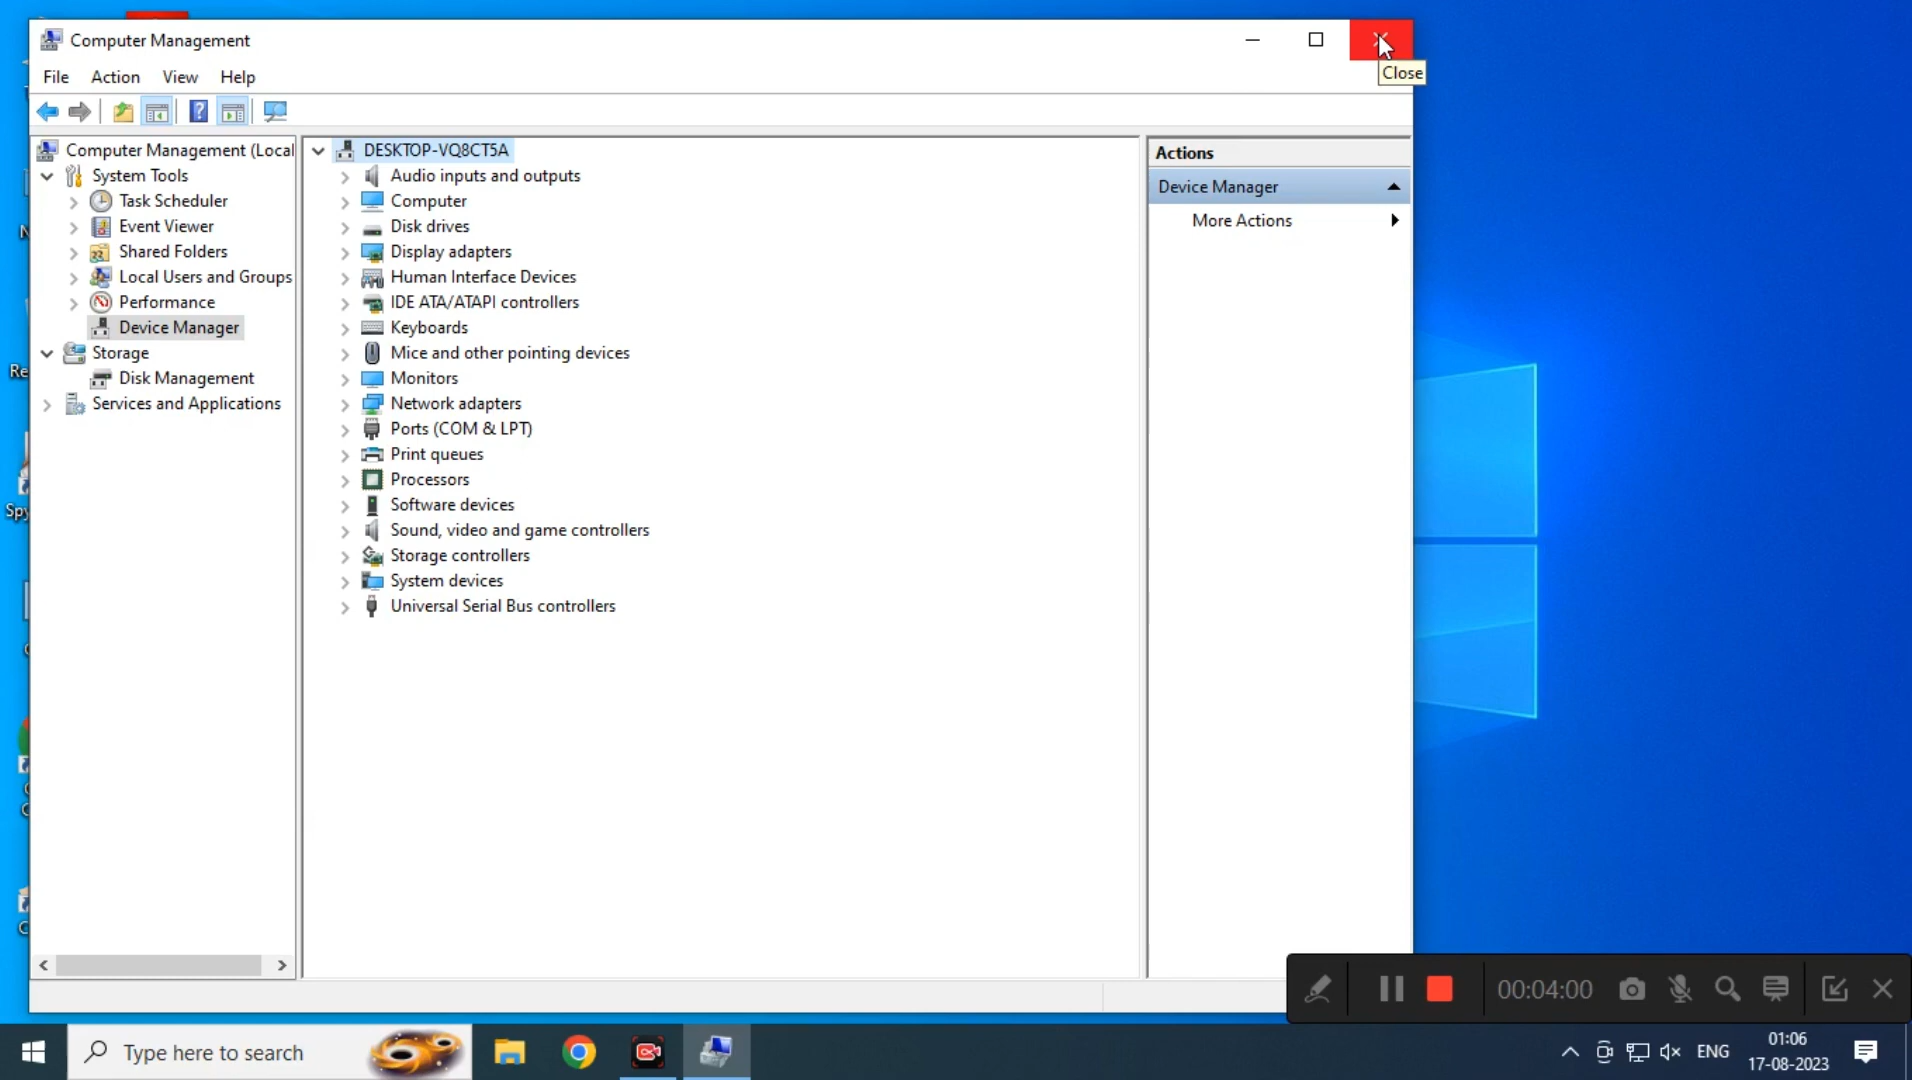 Computer Management
Close
File Action View Help
Computer Management (Local
System Tools
Task Scheduler
Event Viewer
Shared Folders
Local Users and Groups
Performance
Device Manager
Storage
Disk Management
Services and Applications
DESKTOP-VQ8CT5A
Audio inputs and outputs
Computer
Disk drives
Display adapters
Human Interface Devices
IDE ATA/ATAPI controllers
Keyboards
Mice and other pointing devices
Monitors
Network adapters
Ports (COM & LPT)
Print queues
Processors
Software devices
Sound, video and game controllers
Storage controllers
System devices
Universal Serial Bus controllers
Actions
Device Manager
More Actions
Re
Spy
00:04:00
Type here to search
ENG
01:06
17-08-2023